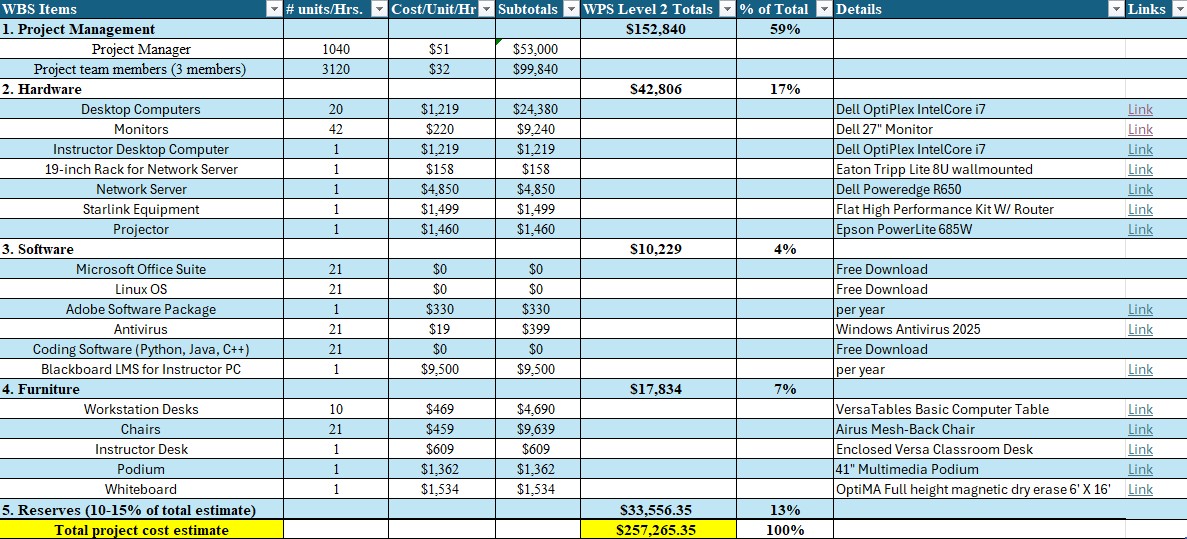 WBS Items # units/Hrs. Cost/Unit/Hr Subtotals WPS Level 2 Totals % of Total Details Links
1. Project Management $152,840 59%
Project Manager 1040 $51 $53,000
Project team members (3 members) 3120 $32 $99,840
2. Hardware $42,806 17%
Desktop Computers 20 $1,219 $24,380 Dell OptiPlex IntelCore i7 Link
Monitors 42 $220 $9,240 Dell 27" Monitor Link
Instructor Desktop Computer 1 $1,219 $1,219 Dell OptiPlex IntelCore i7 Link
19-inch Rack for Network Server 1 $158 $158 Eaton Tripp Lite 8U wallmounted Link
Network Server 1 $4,850 $4,850 Dell Poweredge R650 Link
Starlink Equipment 1 $1,499 $1,499 Flat High Performance Kit W/ Router Link
Projector 1 $1,460 $1,460 Epson PowerLite 685W Link
3. Software $10,229 4%
Microsoft Office Suite 21 $0 $0 Free Download
Linux OS 21 $0 $0 Free Download
Adobe Software Package 1 $330 $330 per year Link
Antivirus 21 $19 $399 Windows Antivirus 2025 Link
Coding Software (Python, Java, C++) 21 $0 $0 Free Download
Blackboard LMS for Instructor PC 1 $9,500 $9,500 per year Link
4. Furniture $17,834 7%
Workstation Desks 10 $469 $4,690 VersaTables Basic Computer Table Link
Chairs 21 $459 $9,639 Airus Mesh-Back Chair Link
Instructor Desk 1 $609 $609 Enclosed Versa Classroom Desk Link
Podium 1 $1,362 $1,362 41" Multimedia Podium Link
Whiteboard 1 $1,534 $1,534 OptiMA Full height magnetic dry erase 6' X 16' Link
5. Reserves (10-15% of total estimate) $33,556.35 13%
Total project cost estimate $257,265.35 100%